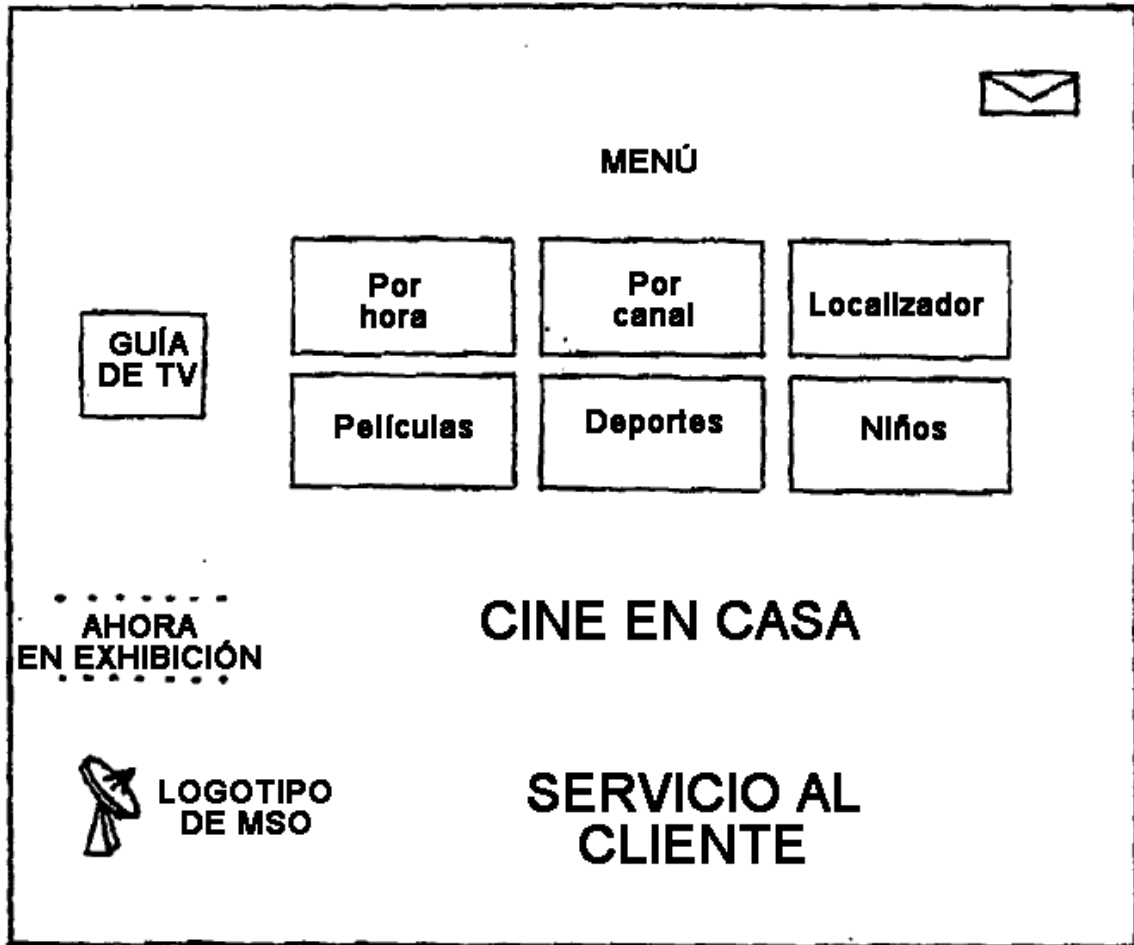 MENÚ
Por
hora
Por
canal
Localizador
GUÍA
DE TV
Películas
Deportes
Niños
AHORA
EN EXHIBICIÓN
CINE EN CASA
LOGOTIPO
DE MSO
SERVICIO AL
CLIENTE